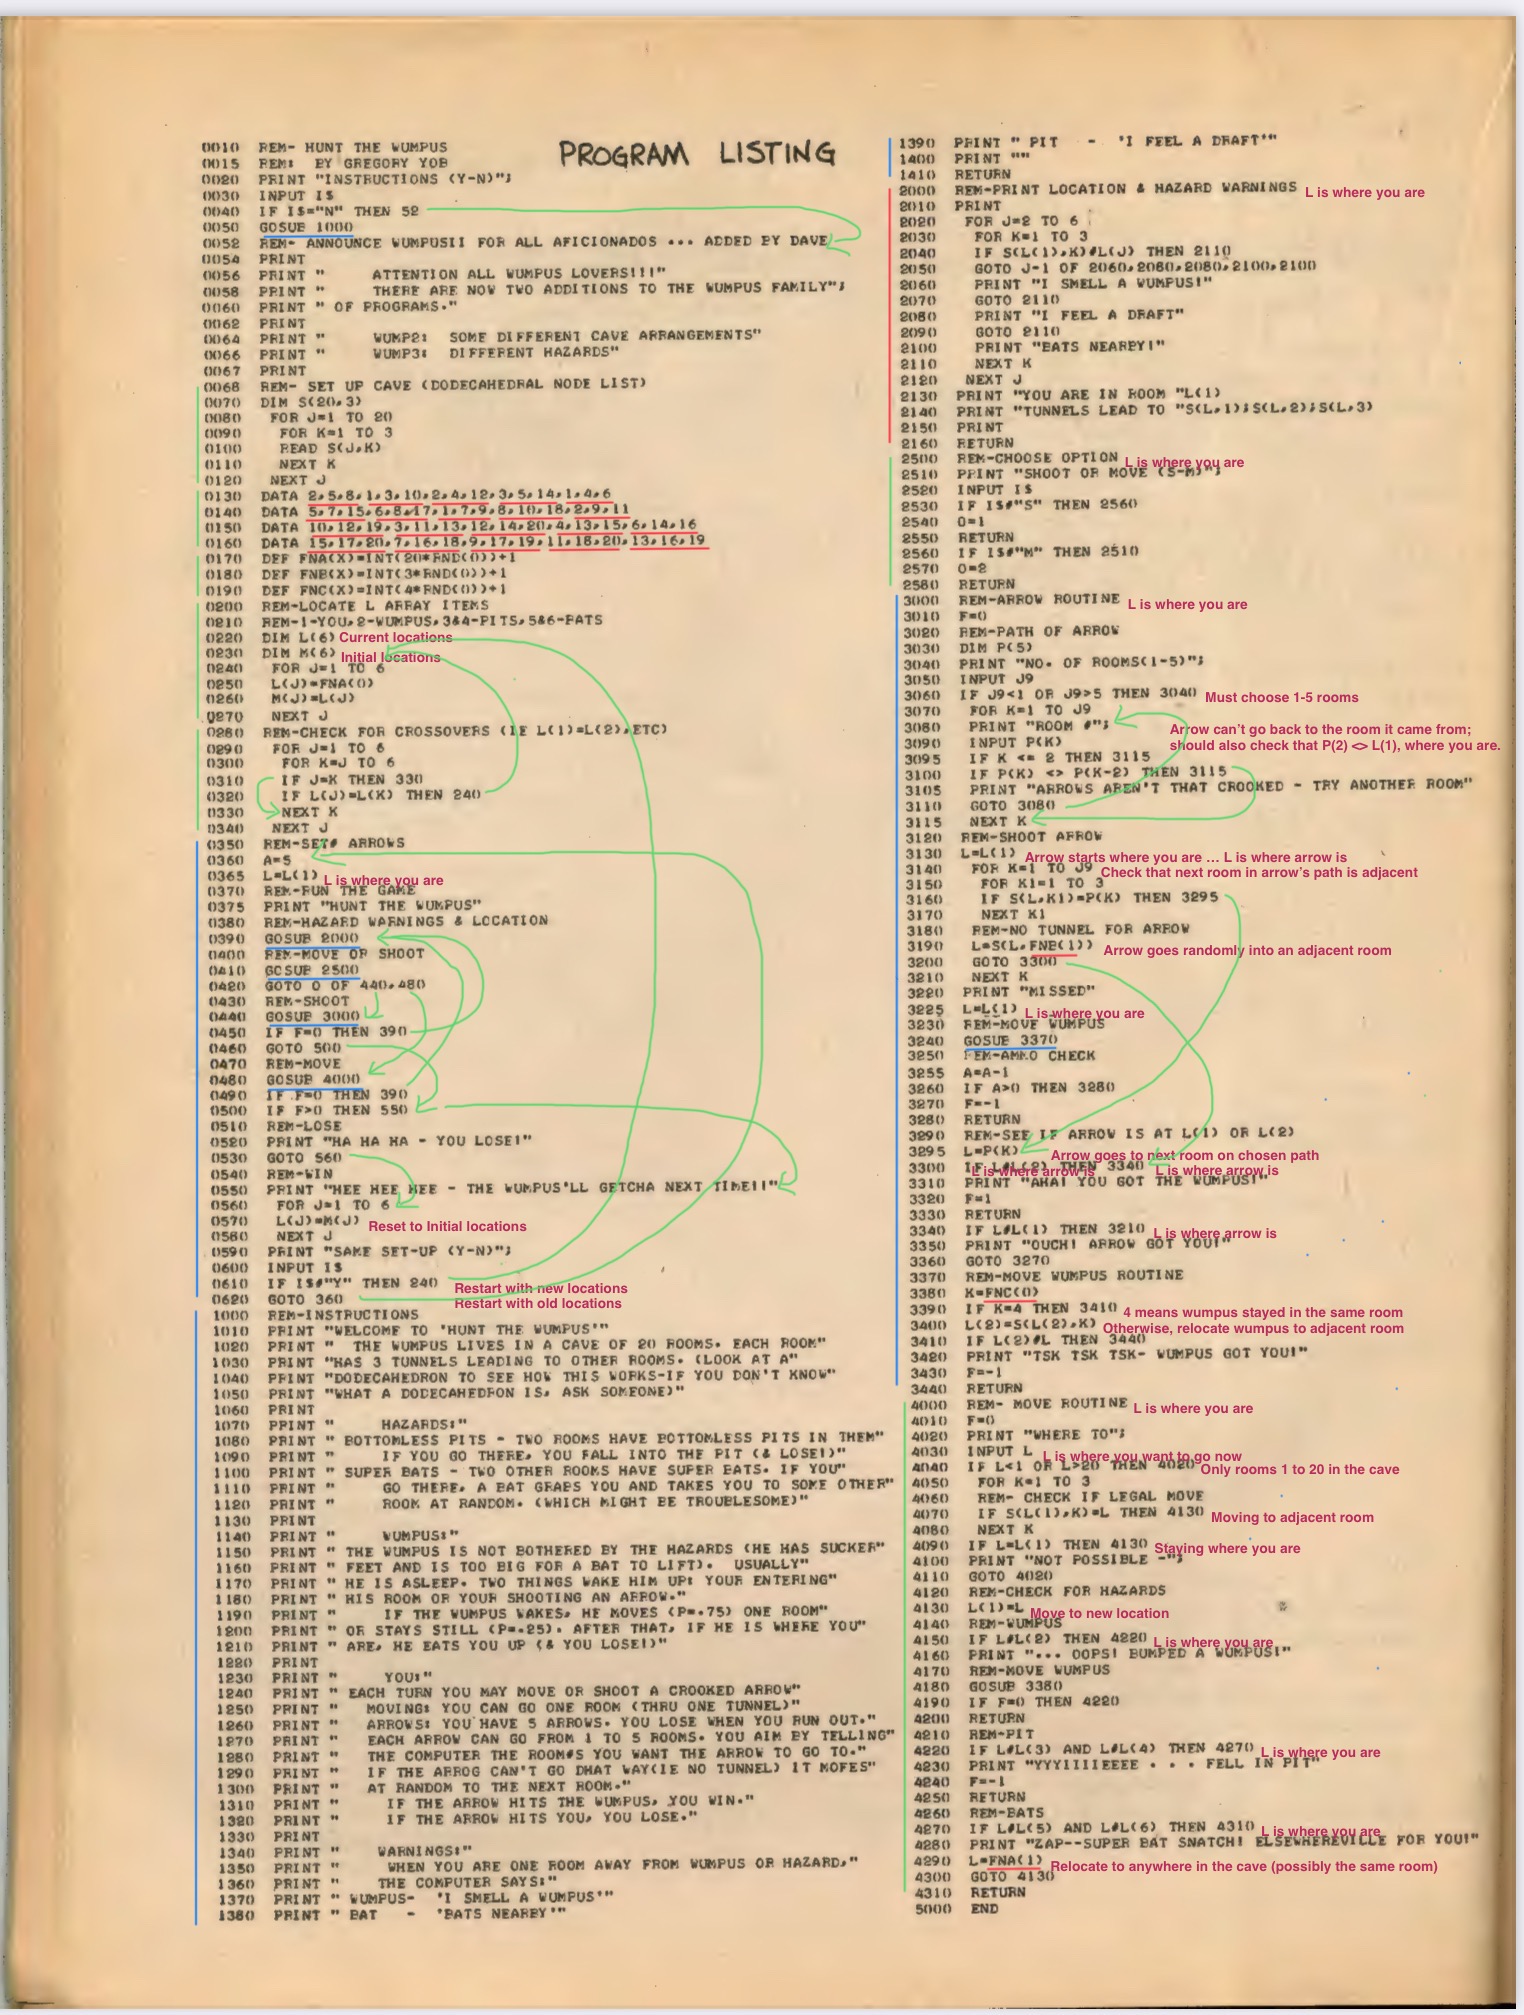 PROGRAM LISTING
0010 REM- HUNT THE WUMPUS
0015 REM: BY GREGORY YOB
0020 PRINT "INSTRUCTIONS (Y-N)";
0030 INPUT I$
0040 IF I$="N" THEN 52
0050 GOSUB 1000
0052 REM- ANNOUNCE WUMPUSII FOR ALL AFICIONADOS ... ADDED BY DAVE
0054 PRINT
0056 PRINT " ATTENTION ALL WUMPUS LOVERS!!!"
0058 PRINT " THERE ARE NOW TWO ADDITIONS TO THE WUMPUS FAMILY";
0060 PRINT " OF PROGRAMS."
0062 PRINT
0064 PRINT " WUMP2: SOME DIFFERENT CAVE ARRANGEMENTS"
0066 PRINT " WUMP3: DIFFERENT HAZARDS"
0067 PRINT
0068 REM- SET UP CAVE (DODECAHEDRAL NODE LIST)
0070 DIM S(20,3)
0080 FOR J=1 TO 20
0090 FOR K=1 TO 3
0100 READ S(J,K)
0110 NEXT K
0120 NEXT J
0130 DATA 2,5,8,1,3,10,2,4,12,3,5,14,1,4,6
0140 DATA 5,7,15,6,8,17,1,7,9,8,10,18,2,9,11
0150 DATA 10,12,19,3,11,13,12,14,20,4,13,15,6,14,16
0160 DATA 15,17,20,7,16,18,9,17,19,11,18,20,13,16,19
0170 DEF FNA(X)=INT(20*RND(0))+1
0180 DEF FNB(X)=INT(3*RND(0))+1
0190 DEF FNC(X)=INT(4*RND(0))+1
0200 REM-LOCATE L ARRAY ITEMS
0210 REM-1-YOU,2-WUMPUS,3&4-PITS,5&6-BATS
0220 DIM L(6) Current locations
0230 DIM M(6) Initial locations
0240 FOR J=1 TO 6
0250 L(J)=FNA(0)
0260 M(J)=L(J)
0270 NEXT J
0280 REM-CHECK FOR CROSSOVERS (IE L(1)=L(2),ETC)
0290 FOR J=1 TO 6
0300 FOR K=J TO 6
0310 IF J=K THEN 330
0320 IF L(J)=L(K) THEN 240
0330 NEXT K
0340 NEXT J
0350 REM-SET# ARROWS
0360 A=5
0365 L=L(1) L is where you are
0370 REM-RUN THE GAME
0375 PRINT "HUNT THE WUMPUS"
0380 REM-HAZARD WARNINGS & LOCATION
0390 GOSUB 2000
0400 REM-MOVE OR SHOOT
0410 GOSUB 2500
0420 GOTO O OF 440,480
0430 REM-SHOOT
0440 GOSUB 3000
0450 IF F=0 THEN 390
0460 GOTO 500
0470 REM-MOVE
0480 GOSUB 4000
0490 IF F=0 THEN 390
0500 IF F>0 THEN 550
0510 REM-LOSE
0520 PRINT "HA HA HA - YOU LOSE!"
0530 GOTO 560
0540 REM-WIN
0550 PRINT "HEE HEE HEE - THE WUMPUS'LL GETCHA NEXT TIME!!"
0560 FOR J=1 TO 6
0570 L(J)=M(J) Reset to Initial locations
0580 NEXT J
0590 PRINT "SAME SET-UP (Y-N)";
0600 INPUT I$
0610 IF I$#"Y" THEN 240 Restart with new locations
0620 GOTO 360 Restart with old locations
1000 REM-INSTRUCTIONS
1010 PRINT "WELCOME TO 'HUNT THE WUMPUS'"
1020 PRINT " THE WUMPUS LIVES IN A CAVE OF 20 ROOMS. EACH ROOM"
1030 PRINT "HAS 3 TUNNELS LEADING TO OTHER ROOMS. (LOOK AT A"
1040 PRINT "DODECAHEDRON TO SEE HOW THIS WORKS-IF YOU DON'T KNOW"
1050 PRINT "WHAT A DODECAHEDRON IS, ASK SOMEONE)"
1060 PRINT
1070 PRINT " HAZARDS:"
1080 PRINT " BOTTOMLESS PITS - TWO ROOMS HAVE BOTTOMLESS PITS IN THEM"
1090 PRINT " IF YOU GO THERE, YOU FALL INTO THE PIT (& LOSE!)"
1100 PRINT " SUPER BATS - TWO OTHER ROOMS HAVE SUPER BATS. IF YOU"
1110 PRINT " GO THERE, A BAT GRABS YOU AND TAKES YOU TO SOME OTHER"
1120 PRINT " ROOM AT RANDOM. (WHICH MIGHT BE TROUBLESOME)"
1130 PRINT
1140 PRINT " WUMPUS:"
1150 PRINT " THE WUMPUS IS NOT BOTHERED BY THE HAZARDS (HE HAS SUCKER"
1160 PRINT " FEET AND IS TOO BIG FOR A BAT TO LIFT). USUALLY"
1170 PRINT " HE IS ASLEEP. TWO THINGS WAKE HIM UP: YOUR ENTERING"
1180 PRINT " HIS ROOM OR YOUR SHOOTING AN ARROW."
1190 PRINT " IF THE WUMPUS WAKES, HE MOVES (P=.75) ONE ROOM"
1200 PRINT " OR STAYS STILL (P=.25). AFTER THAT, IF HE IS WHERE YOU"
1210 PRINT " ARE, HE EATS YOU UP (& YOU LOSE!)"
1220 PRINT
1230 PRINT " YOU:"
1240 PRINT " EACH TURN YOU MAY MOVE OR SHOOT A CROOKED ARROW"
1250 PRINT " MOVING: YOU CAN GO ONE ROOM (THRU ONE TUNNEL)"
1260 PRINT " ARROWS: YOU HAVE 5 ARROWS. YOU LOSE WHEN YOU RUN OUT."
1270 PRINT " EACH ARROW CAN GO FROM 1 TO 5 ROOMS. YOU AIM BY TELLING"
1280 PRINT " THE COMPUTER THE ROOM#S YOU WANT THE ARROW TO GO TO."
1290 PRINT " IF THE ARROG CAN'T GO DHAT WAY(IE NO TUNNEL) IT MOFES"
1300 PRINT " AT RANDOM TO THE NEXT ROOM."
1310 PRINT " IF THE ARROW HITS THE WUMPUS, YOU WIN."
1320 PRINT " IF THE ARROW HITS YOU, YOU LOSE."
1330 PRINT
1340 PRINT " WARNINGS:"
1350 PRINT " WHEN YOU ARE ONE ROOM AWAY FROM WUMPUS OR HAZARD,"
1360 PRINT " THE COMPUTER SAYS:"
1370 PRINT " WUMPUS- 'I SMELL A WUMPUS'"
1380 PRINT " BAT - 'BATS NEARBY'"
1390 PRINT " PIT - 'I FEEL A DRAFT'"
1400 PRINT ""
1410 RETURN
2000 REM-PRINT LOCATION & HAZARD WARNINGS L is where you are
2010 PRINT
2020 FOR J=2 TO 6
2030 FOR K=1 TO 3
2040 IF S(L(1),K)#L(J) THEN 2110
2050 GOTO J-1 OF 2060,2080,2080,2100,2100
2060 PRINT "I SMELL A WUMPUS!"
2070 GOTO 2110
2080 PRINT "I FEEL A DRAFT"
2090 GOTO 2110
2100 PRINT "BATS NEARBY!"
2110 NEXT K
2120 NEXT J
2130 PRINT "YOU ARE IN ROOM "L(1)
2140 PRINT "TUNNELS LEAD TO "S(L,1);S(L,2);S(L,3)
2150 PRINT
2160 RETURN
2500 REM-CHOOSE OPTION L is where you are
2510 PRINT "SHOOT OR MOVE (S-M)";
2520 INPUT I$
2530 IF I$#"S" THEN 2560
2540 O=1
2550 RETURN
2560 IF I$#"M" THEN 2510
2570 O=2
2580 RETURN
3000 REM-ARROW ROUTINE L is where you are
3010 F=0
3020 REM-PATH OF ARROW
3030 DIM P(5)
3040 PRINT "NO. OF ROOMS(1-5)";
3050 INPUT J9
3060 IF J9<1 OR J9>5 THEN 3040 Must choose 1-5 rooms
3070 FOR K=1 TO J9
3080 PRINT "ROOM #"; Arrow can't go back to the room it came from;
3090 INPUT P(K) should also check that P(2) <> L(1), where you are.
3095 IF K <= 2 THEN 3115
3100 IF P(K) <> P(K-2) THEN 3115
3105 PRINT "ARROWS AREN'T THAT CROOKED - TRY ANOTHER ROOM"
3110 GOTO 3080
3115 NEXT K
3120 REM-SHOOT ARROW
3130 L=L(1) Arrow starts where you are ... L is where arrow is
3140 FOR K=1 TO J9 Check that next room in arrow's path is adjacent
3150 FOR K1=1 TO 3
3160 IF S(L,K1)=P(K) THEN 3295
3170 NEXT K1
3180 REM-NO TUNNEL FOR ARROW
3190 L=S(L,FNB(1)) Arrow goes randomly into an adjacent room
3200 GOTO 3300
3210 NEXT K
3220 PRINT "MISSED"
3225 L=L(1) L is where you are
3230 REM-MOVE WUMPUS
3240 GOSUB 3370
3250 REM-AMMO CHECK
3255 A=A-1
3260 IF A>0 THEN 3280
3270 F=-1
3280 RETURN
3290 REM-SEE IF ARROW IS AT L(1) OR L(2)
3295 L=P(K) Arrow goes to next room on chosen path
3300 IF L#L(2) THEN 3340 L is where arrow is L is where arrow is
3310 PRINT "AHA! YOU GOT THE WUMPUS!"
3320 F=1
3330 RETURN
3340 IF L#L(1) THEN 3210 L is where arrow is
3350 PRINT "OUCH! ARROW GOT YOU!"
3360 GOTO 3270
3370 REM-MOVE WUMPUS ROUTINE
3380 K=FNC(0)
3390 IF K=4 THEN 3410 4 means wumpus stayed in the same room
3400 L(2)=S(L(2),K) Otherwise, relocate wumpus to adjacent room
3410 IF L(2)#L THEN 3440
3420 PRINT "TSK TSK TSK- WUMPUS GOT YOU!"
3430 F=-1
3440 RETURN
4000 REM- MOVE ROUTINE L is where you are
4010 F=0
4020 PRINT "WHERE TO";
4030 INPUT L L is where you want to go now
4040 IF L<1 OR L>20 THEN 4020 Only rooms 1 to 20 in the cave
4050 FOR K=1 TO 3
4060 REM- CHECK IF LEGAL MOVE
4070 IF S(L(1),K)=L THEN 4130 Moving to adjacent room
4080 NEXT K
4090 IF L=L(1) THEN 4130 Staying where you are
4100 PRINT "NOT POSSIBLE -";
4110 GOTO 4020
4120 REM-CHECK FOR HAZARDS
4130 L(1)=L Move to new location
4140 REM-WUMPUS
4150 IF L#L(2) THEN 4220 L is where you are
4160 PRINT "... OOPS! BUMPED A WUMPUS!"
4170 REM-MOVE WUMPUS
4180 GOSUB 3380
4190 IF F=0 THEN 4220
4200 RETURN
4210 REM-PIT
4220 IF L#L(3) AND L#L(4) THEN 4270 L is where you are
4230 PRINT "YYYIIIIEEEE . . . FELL IN PIT"
4240 F=-1
4250 RETURN
4260 REM-BATS
4270 IF L#L(5) AND L#L(6) THEN 4310 L is where you are
4280 PRINT "ZAP--SUPER BAT SNATCH! ELSEWHEREVILLE FOR YOU!"
4290 L=FNA(1) Relocate to anywhere in the cave (possibly the same room)
4300 GOTO 4130
4310 RETURN
5000 END